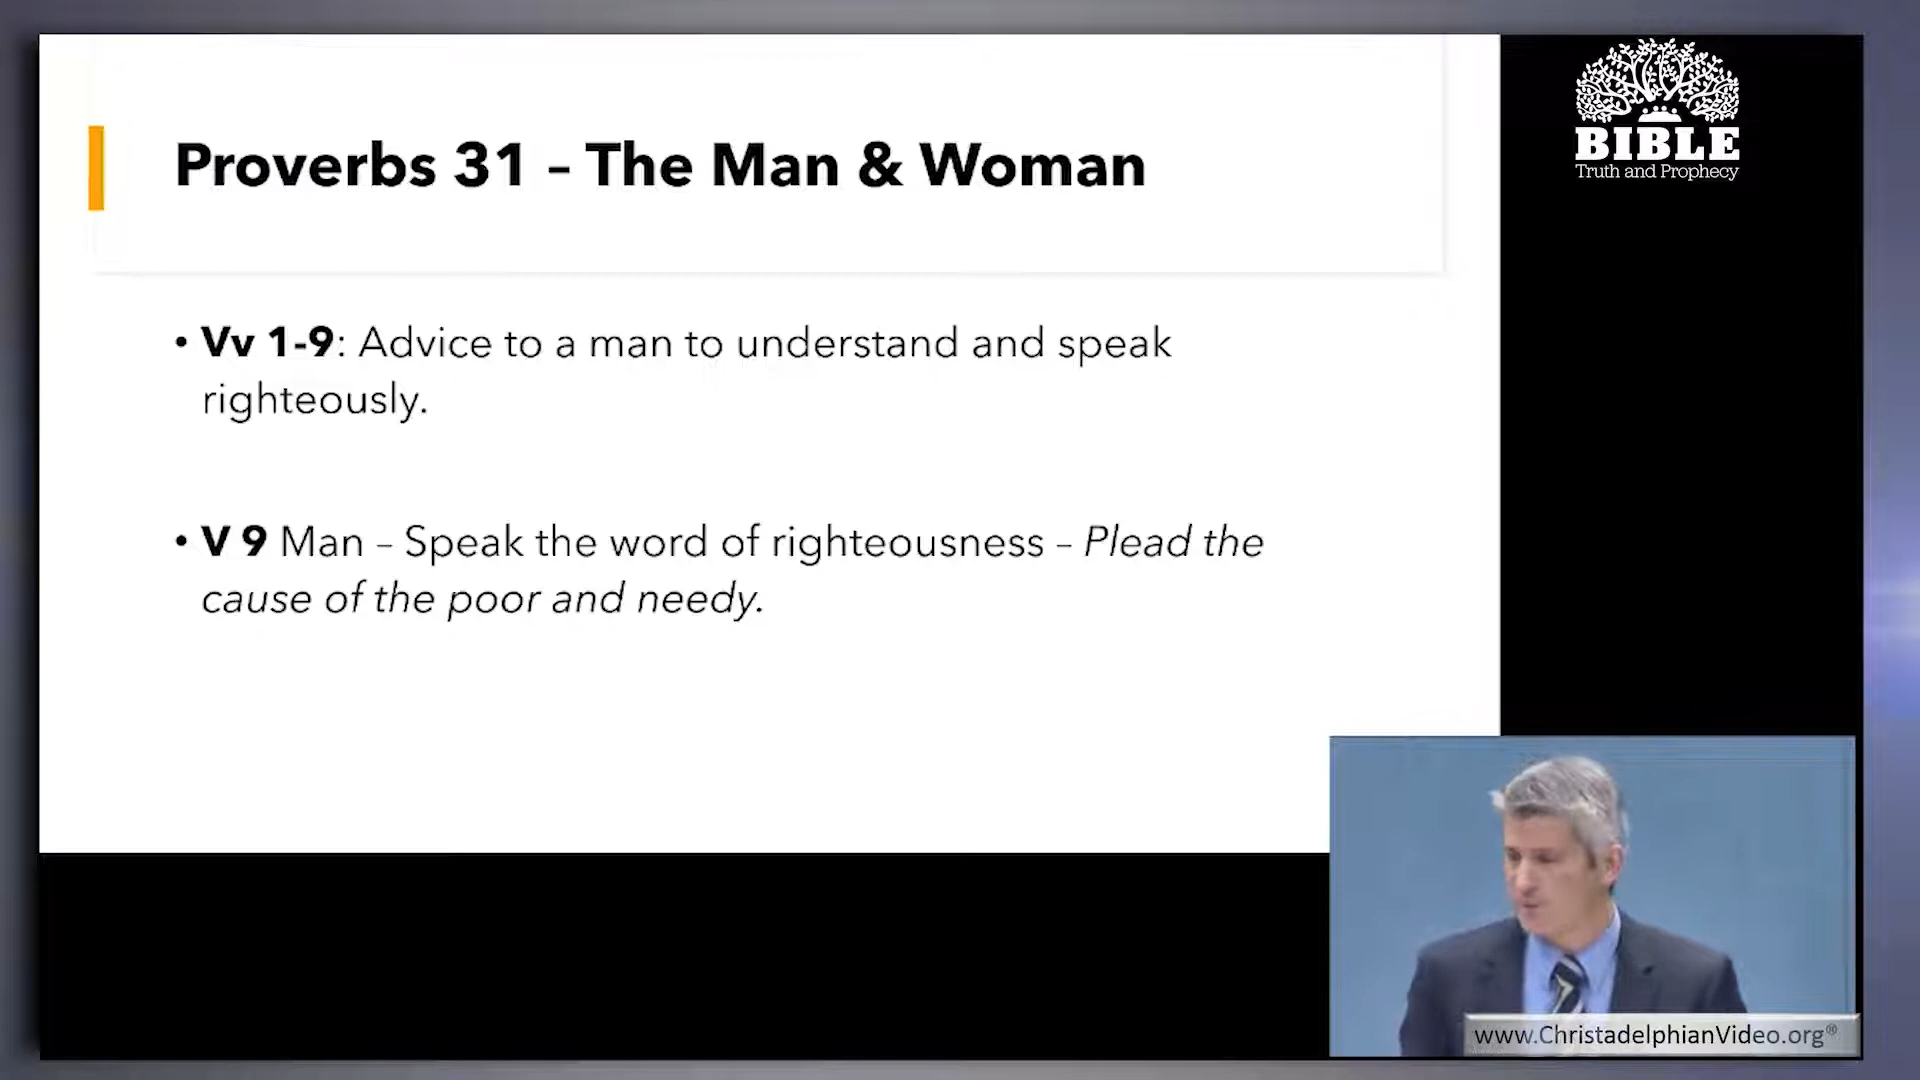 Proverbs 31 – The Man & Woman
• Vv 1-9: Advice to a man to understand and speak
righteously.
• V 9 Man – Speak the word of righteousness – Plead the
cause of the poor and needy.
BIBLE
Truth and Prophecy
www.ChristadelphianVideo.org®